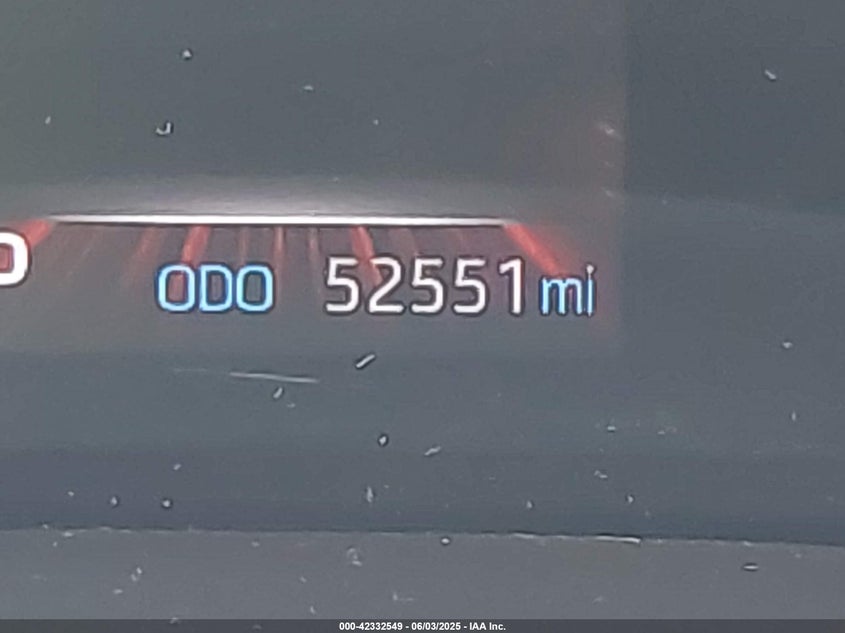 ODO 52551 mi
000-42332549 - 06/03/2025 - IAA Inc.